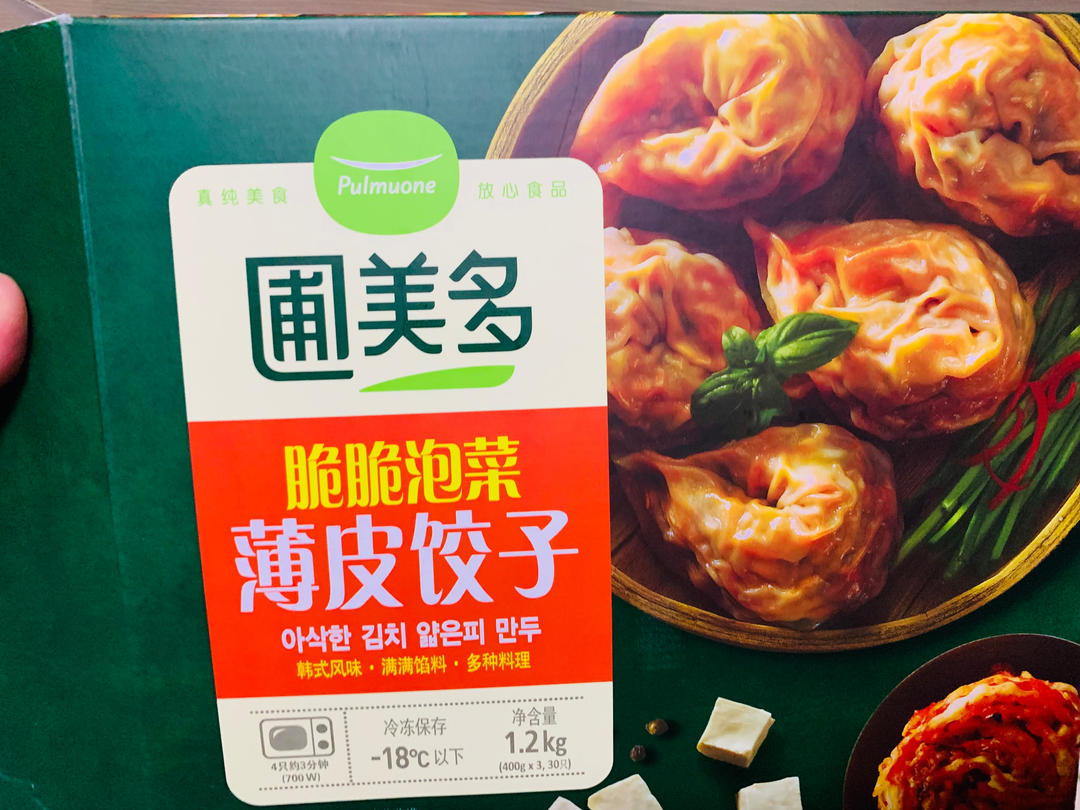 真纯美食
Pulmuone
放心食品
圃美多
脆脆泡菜
薄皮饺子
아삭한 김치 얇은피 만두
韩式风味·满满馅料·多种料理
4只约3分钟
(700W)
冷冻保存
-18℃以下
净含量
1.2kg
(400g x 3, 30只)